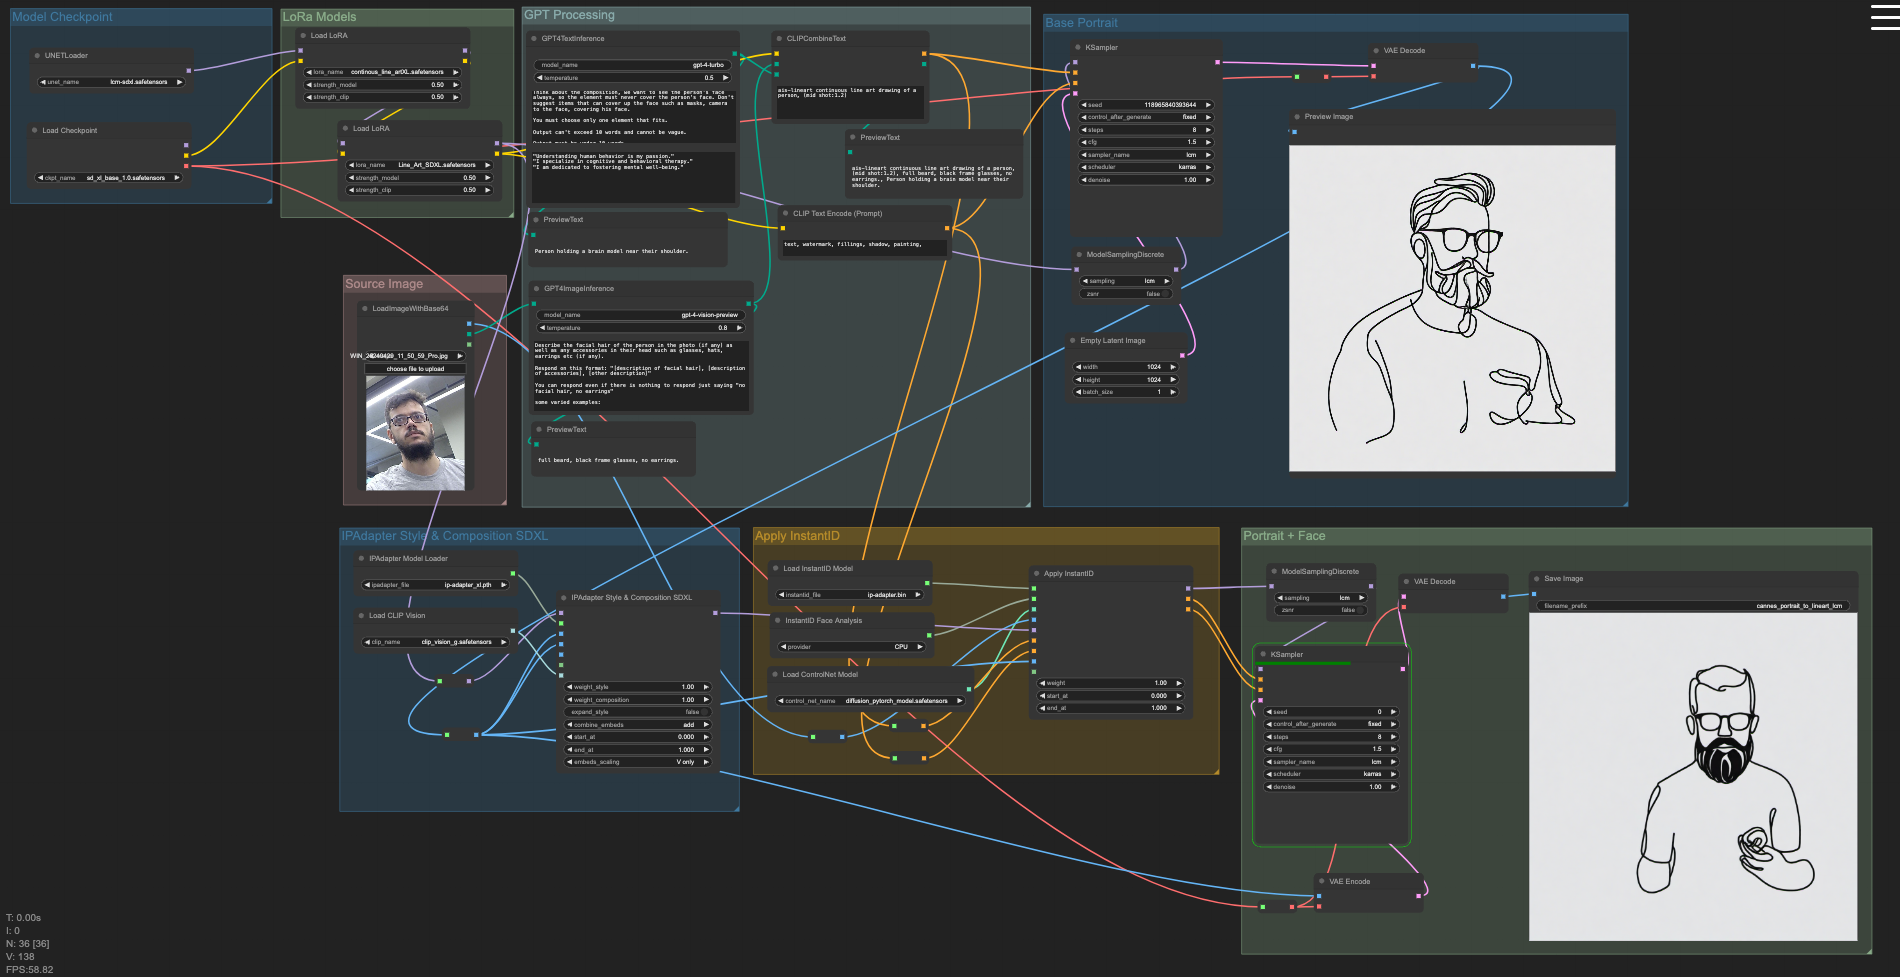 Model Checkpoint
UNETLoader
unet_name
lcm-sdxl.safetensors
Load Checkpoint
ckpt_name
sd_xl_base_1.0.safetensors
LoRa Models
Load LoRA
lora_name
continous_line_artXL.safetensors
strength_model
0.50
strength_clip
0.50
Load LoRA
lora_name
Line_Art_SDXL.safetensors
strength_model
0.50
strength_clip
0.50
GPT Processing
GPT4TextInference
model_name
gpt-4-turbo
temperature
0.5
Think about the composition, we want to see the person's face
always, so the element must never cover the person's face. Don't
suggest items that can cover up the face such as masks, camera
to the face, covering his face.
You must choose only one element that fits.
Output can't exceed 10 words and cannot be vague.
"Understanding human behavior is my passion."
"I specialize in cognitive and behavioral therapy."
"I am dedicated to fostering mental well-being."
CLIPCombineText
ais-lineart continuous line art drawing of a
person, (mid shot:1.2)
PreviewText
ais-lineart continuous line art drawing of a person,
(mid shot:1.2), full beard, black frame glasses, no
earrings., Person holding a brain model near their
shoulder.
PreviewText
Person holding a brain model near their shoulder.
CLIP Text Encode (Prompt)
text, watermark, fillings, shadow, painting,
GPT4ImageInference
model_name
gpt-4-vision-preview
temperature
0.8
Describe the facial hair of the person in the photo (if any) as
well as any accessories in their head such as glasses, hats,
earrings etc (if any).
Respond on this format: "[description of facial hair], [description
of accessories], [other description]"
You can respond even if there is nothing to respond just saying "no
facial hair, no earrings"
some varied examples:
PreviewText
full beard, black frame glasses, no earrings.
Source Image
LoadImageWithBase64
choose file to upload
Base Portrait
KSampler
seed
118965840393644
control_after_generate
fixed
steps
8
cfg
1.5
sampler_name
lcm
scheduler
karras
denoise
1.00
VAE Decode
Preview Image
ModelSamplingDiscrete
sampling
lcm
zsnr
false
Empty Latent Image
width
1024
height
1024
batch_size
1
IPAdapter Style & Composition SDXL
IPAdapter Model Loader
ipadapter_file
ip-adapter_xl.pth
Load CLIP Vision
clip_name
clip_vision_g.safetensors
IPAdapter Style & Composition SDXL
weight_style
1.00
weight_composition
1.00
expand_style
false
combine_embeds
add
start_at
0.000
end_at
1.000
embeds_scaling
V only
Apply InstantID
Load InstantID Model
instantid_file
ip-adapter.bin
InstantID Face Analysis
provider
CPU
Load ControlNet Model
control_net_name
diffusion_pytorch_model.safetensors
Apply InstantID
weight
1.00
start_at
0.000
end_at
1.000
Portrait + Face
ModelSamplingDiscrete
sampling
lcm
zsnr
false
VAE Decode
Save Image
filename_prefix
cannes_portrait_to_lineart_lcm
KSampler
seed
0
control_after_generate
fixed
steps
8
cfg
1.5
sampler_name
lcm
scheduler
karras
denoise
1.00
VAE Encode
T: 0.00s
I: 0
N: 36 [36]
V: 138
FPS:58.82